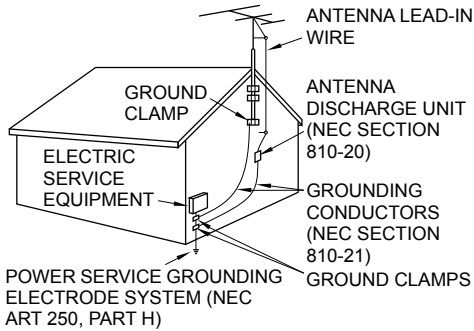 ANTENNA LEAD-IN
WIRE
GROUND
CLAMP
ANTENNA
DISCHARGE UNIT
(NEC SECTION
810-20)
ELECTRIC
SERVICE
EQUIPMENT
GROUNDING
CONDUCTORS
(NEC SECTION
810-21)
GROUND CLAMPS
POWER SERVICE GROUNDING
ELECTRODE SYSTEM (NEC
ART 250, PART H)